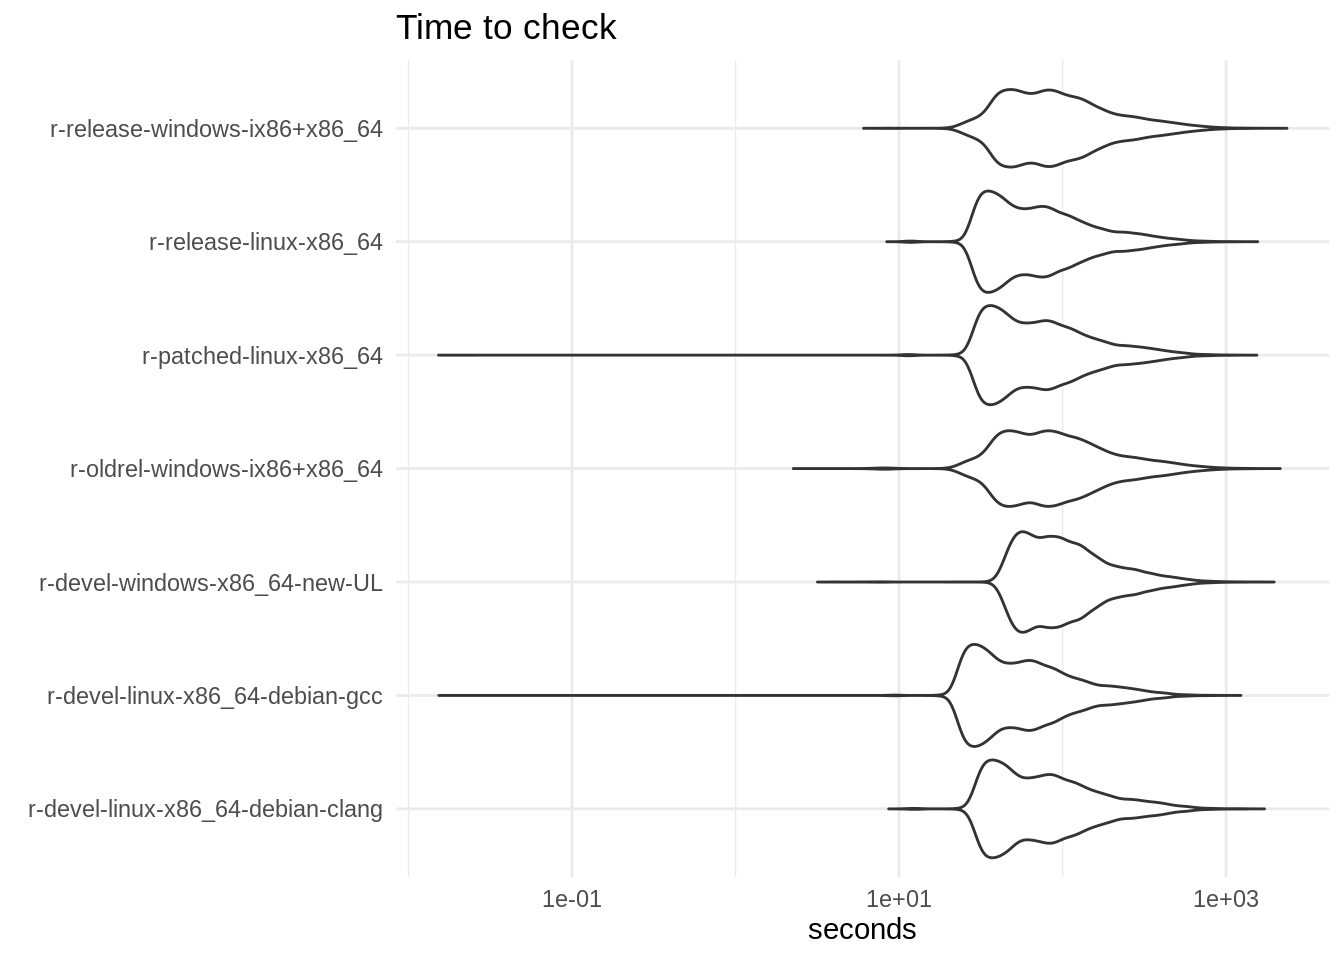 Time to check
r-release-windows-ix86+x86_64
r-release-linux-x86_64
r-patched-linux-x86_64
r-oldrel-windows-ix86+x86_64
r-devel-windows-x86_64-new-UL
r-devel-linux-x86_64-debian-gcc
r-devel-linux-x86_64-debian-clang
1e-01 1e+01 1e+03
seconds